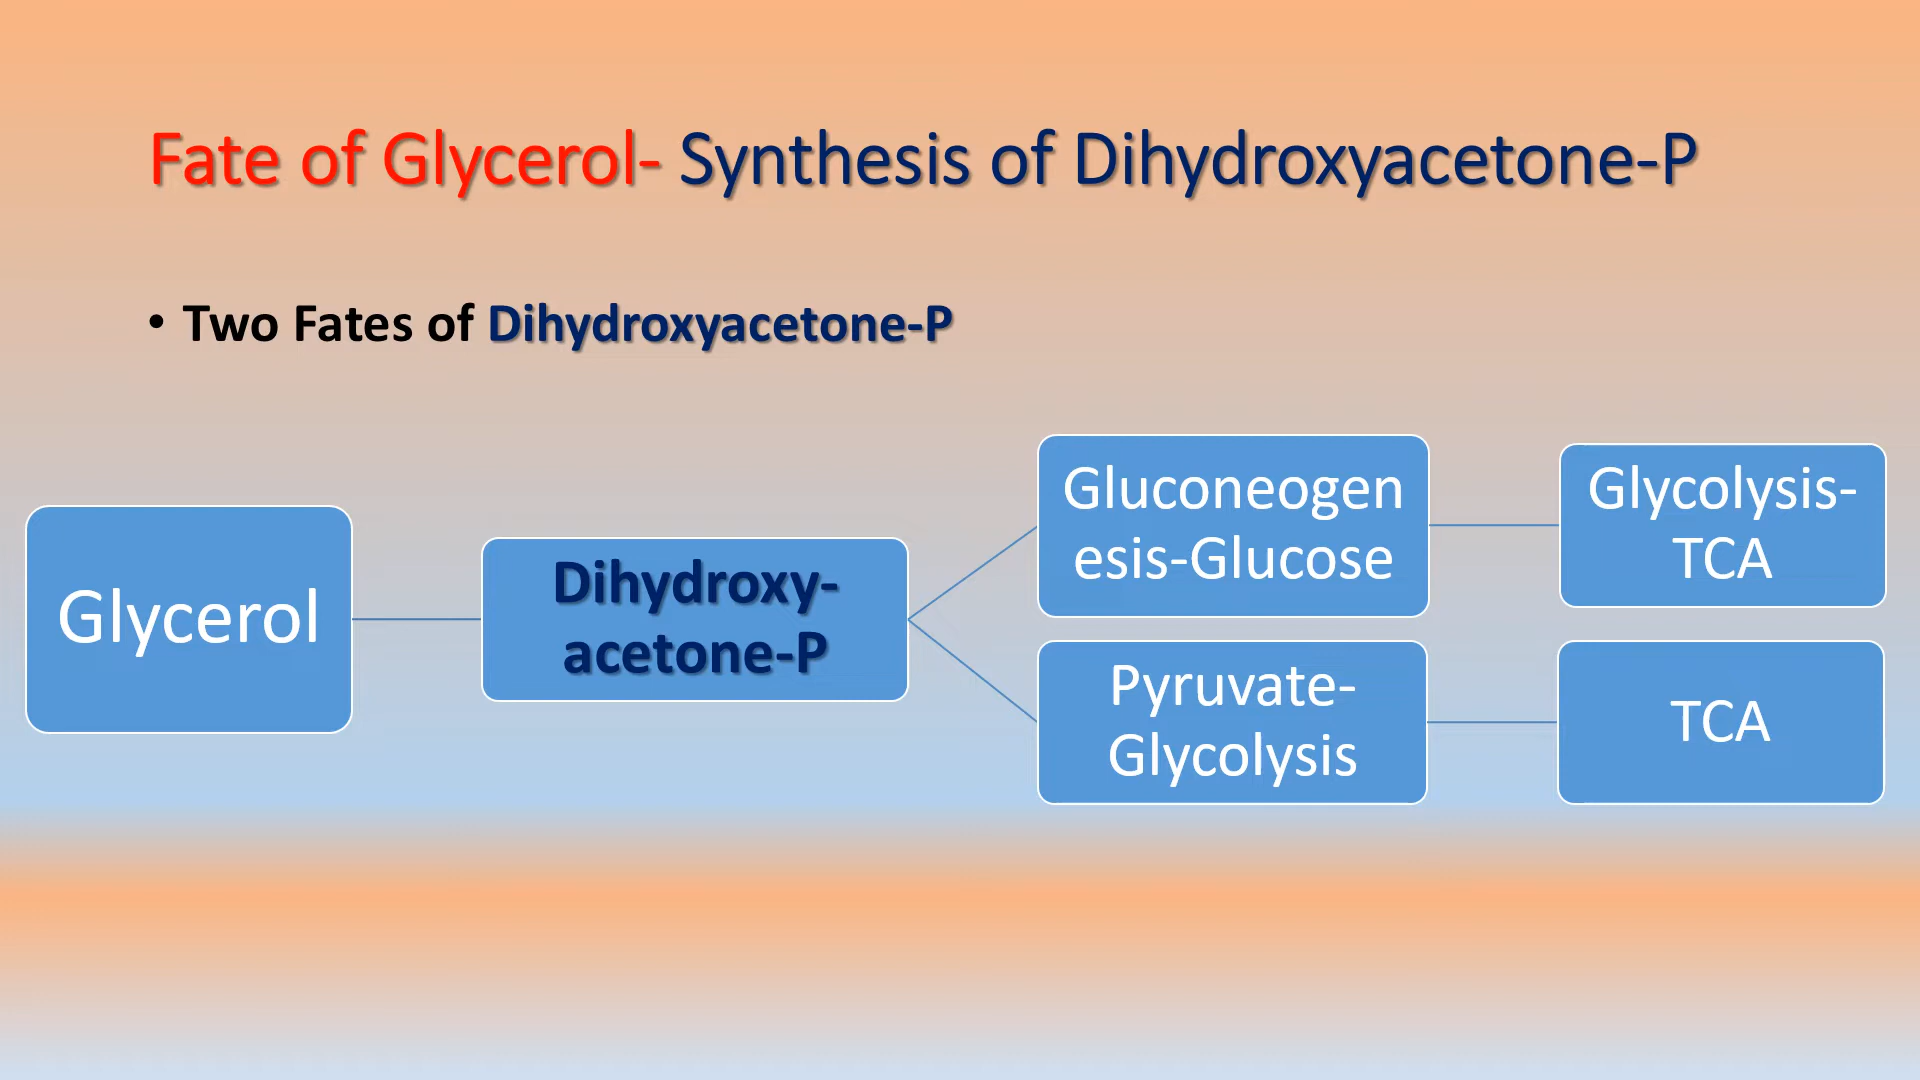 Fate of Glycerol- Synthesis of Dihydroxyacetone-P
• Two Fates of Dihydroxyacetone-P
Glycerol
Dihydroxy-
acetone-P
Gluconeogen
esis-Glucose
Glycolysis-
TCA
Pyruvate-
Glycolysis
TCA